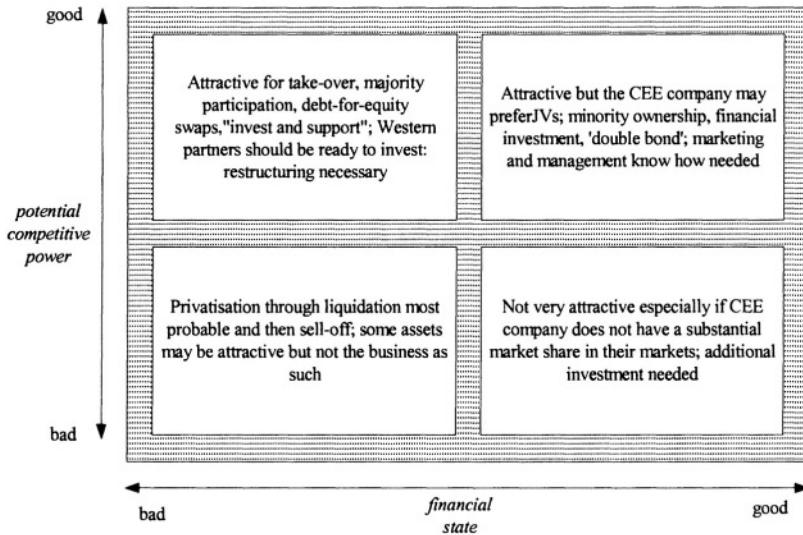 good
Attractive for take-over, majority
participation, debt-for-equity
swaps,"invest and support"; Western
partners should be ready to invest:
restructuring necessary
Attractive but the CEE company may
preferJVs; minority ownership, financial
investment, 'double bond'; marketing
and management know how needed
potential
competitive
power
Privatisation through liquidation most
probable and then sell-off; some assets
may be attractive but not the business as
such
Not very attractive especially if CEE
company does not have a substantial
market share in their markets; additional
investment needed
bad
bad
financial
state
good